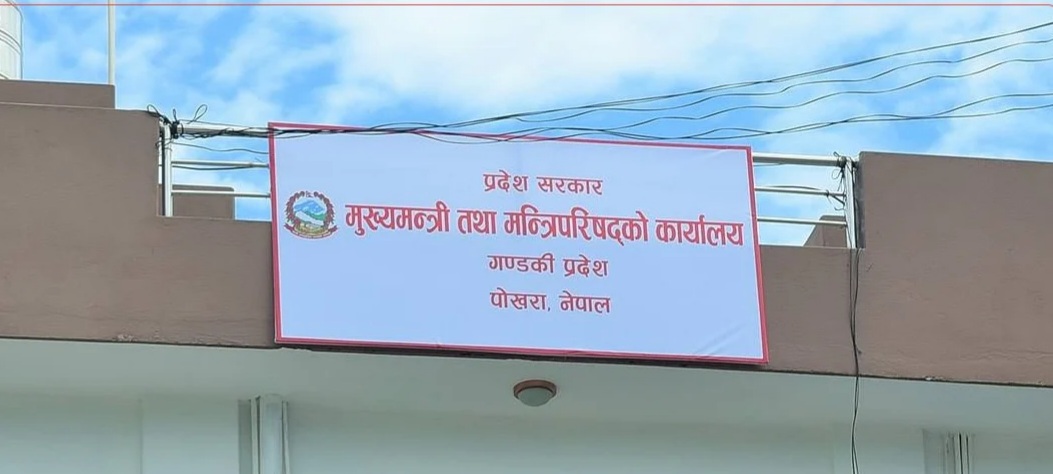 प्रदेश सरकार
मुख्यमन्त्री तथा मन्त्रिपरिषद्को कार्यालय
गण्डकी प्रदेश
पोखरा, नेपाल